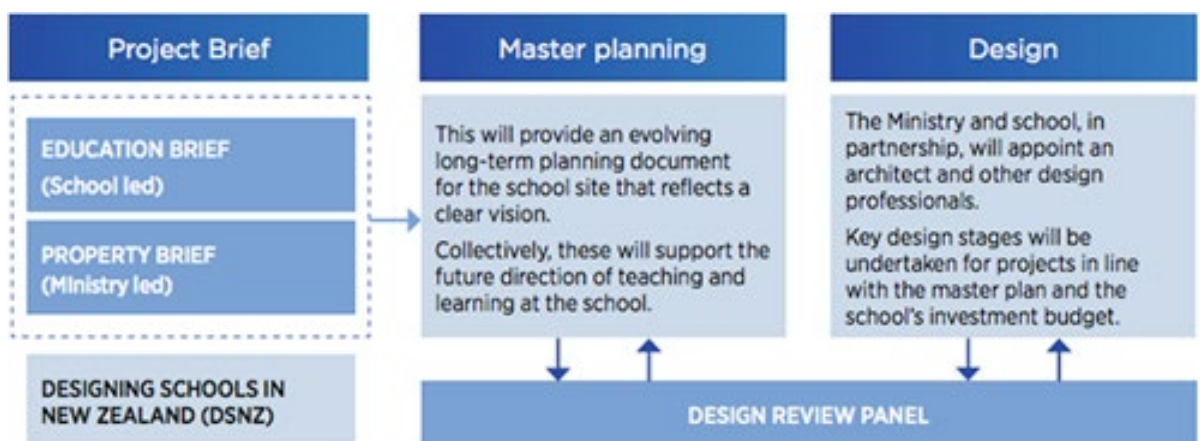 Project Brief
EDUCATION BRIEF
(School led)
PROPERTY BRIEF
(Ministry led)
DESIGNING SCHOOLS IN
NEW ZEALAND (DSNZ)
Master planning
This will provide an evolving
long-term planning document
for the school site that reflects a
clear vision.
Collectively, these will support the
future direction of teaching and
learning at the school.
Design
The Ministry and school, in
partnership, will appoint an
architect and other design
professionals.
Key design stages will be
undertaken for projects in line
with the master plan and the
school's investment budget.
DESIGN REVIEW PANEL